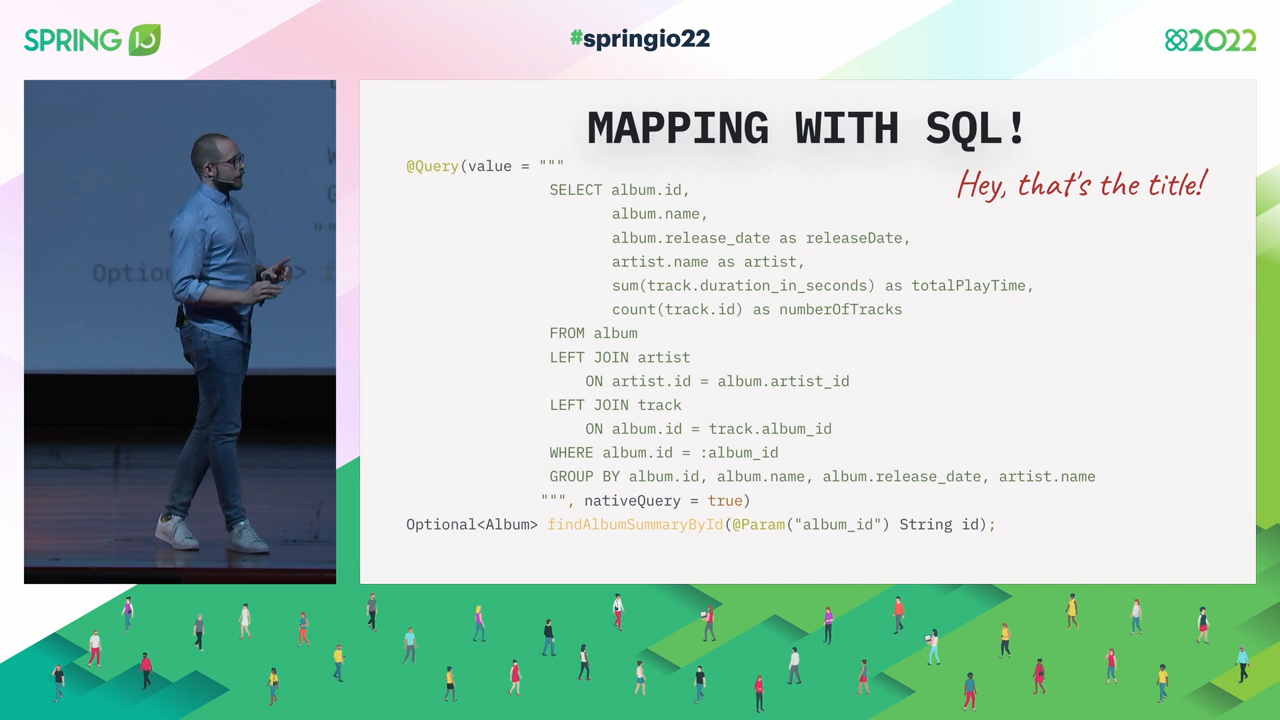 SPRING IO
#springio22
2022
MAPPING WITH SQL!
Hey, that's the title!
@Query(value = """
SELECT album.id,
album.name,
album.release_date as releaseDate,
artist.name as artist,
sum(track.duration_in_seconds) as totalPlayTime,
count(track.id) as numberOfTracks
FROM album
LEFT JOIN artist
ON artist.id = album.artist_id
LEFT JOIN track
ON album.id = track.album_id
WHERE album.id = :album_id
GROUP BY album.id, album.name, album.release_date, artist.name
""", nativeQuery = true)
Optional<Album> findAlbumSummaryById(@Param("album_id") String id);